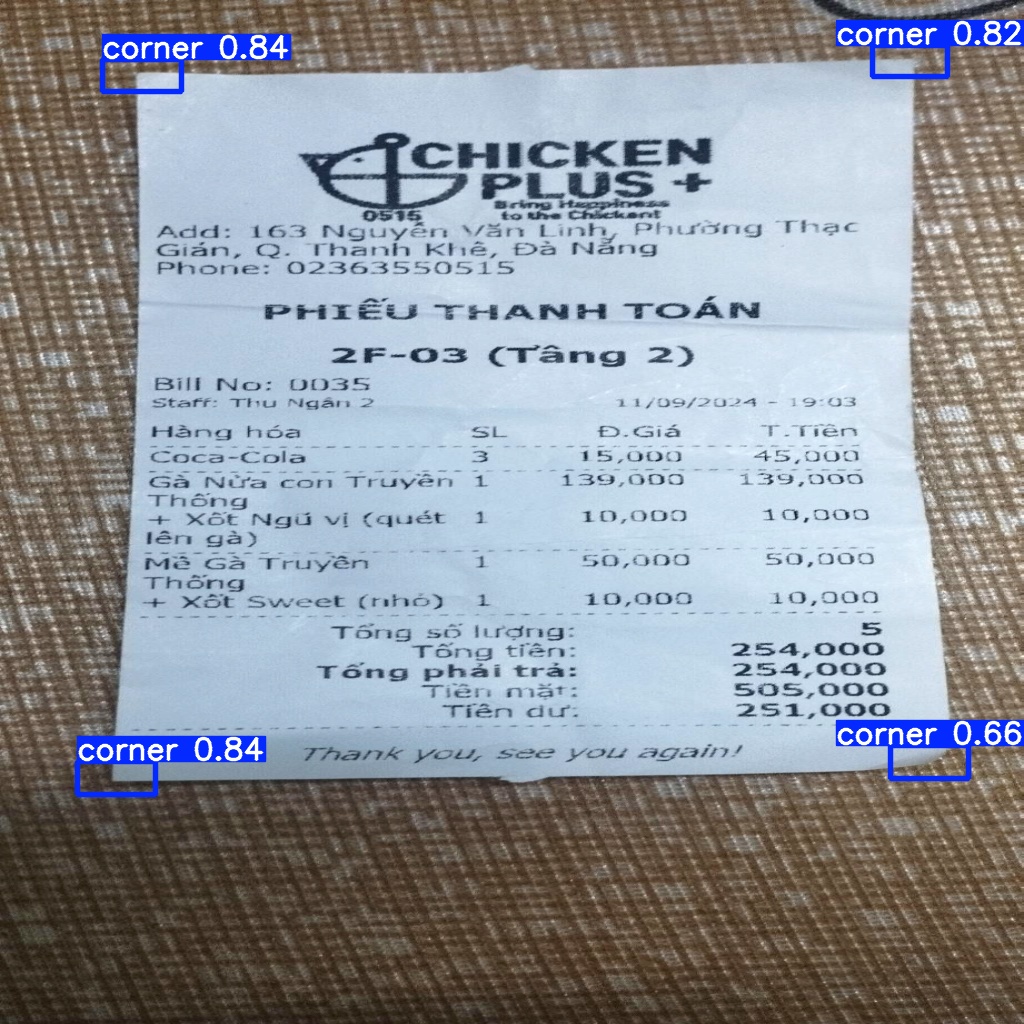 corner 0.84
corner 0.82
CHICKEN
PLUS +
Bring Happiness
0515 to the Chicken!
Add: 163 Nguyễn Văn Linh, Phường Thạc
Gián, Q. Thanh Khê, Đà Nẵng
Phone: 02363550515
PHIẾU THANH TOÁN
2F-03 (Tầng 2)
Bill No: 0035
Staff: Thu Ngân 2 11/09/2024 - 19:03
Hàng hóa SL Đ.Giá T.Tiền
Coca-Cola 3 15,000 45,000
Gà Nửa con Truyền 1 139,000 139,000
Thống
+ Xốt Ngũ vị (quét 1 10,000 10,000
lên gà)
Mề Gà Truyền 1 50,000 50,000
Thống
+ Xốt Sweet (nhỏ) 1 10,000 10,000
Tổng số lượng: 5
Tổng tiền: 254,000
Tổng phải trả: 254,000
Tiền mặt: 505,000
Tiền dư: 251,000
corner 0.84
corner 0.66
Thank you, see you again!